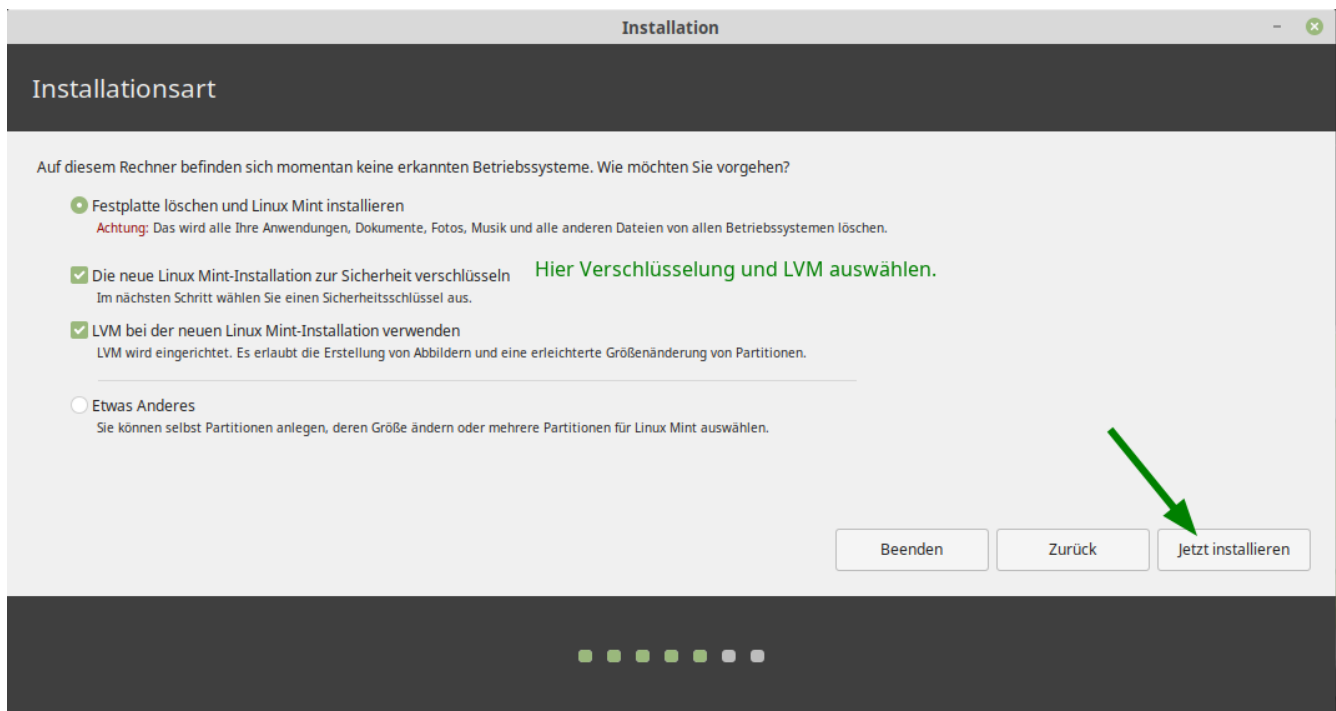 Installation
Installationsart
Auf diesem Rechner befinden sich momentan keine erkannten Betriebssysteme. Wie möchten Sie vorgehen?
Festplatte löschen und Linux Mint installieren
Achtung: Das wird alle Ihre Anwendungen, Dokumente, Fotos, Musik und alle anderen Dateien von allen Betriebssystemen löschen.
Die neue Linux Mint-Installation zur Sicherheit verschlüsseln Hier Verschlüsselung und LVM auswählen.
Im nächsten Schritt wählen Sie einen Sicherheitsschlüssel aus.
LVM bei der neuen Linux Mint-Installation verwenden
LVM wird eingerichtet. Es erlaubt die Erstellung von Abbildern und eine erleichterte Größenänderung von Partitionen.
Etwas Anderes
Sie können selbst Partitionen anlegen, deren Größe ändern oder mehrere Partitionen für Linux Mint auswählen.
Beenden Zurück Jetzt installieren